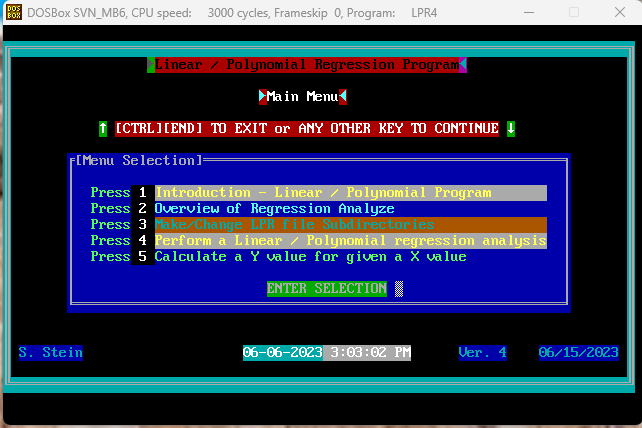 DOSBox SVN_MB6, CPU speed: 3000 cycles, Frameskip 0, Program: LPR4
Linear / Polynomial Regression Program
Main Menu
↑ [CTRL][END] TO EXIT or ANY OTHER KEY TO CONTINUE ↓
[Menu Selection]
Press 1 Introduction - Linear / Polynomial Program
Press 2 Overview of Regression Analyze
Press 3 Make/Change LPR file Subdirectories
Press 4 Perform a Linear / Polynomial regression analysis
Press 5 Calculate a Y value for given a X value
ENTER SELECTION
S. Stein 06-06-2023 3:03:02 PM Ver. 4 06/15/2023